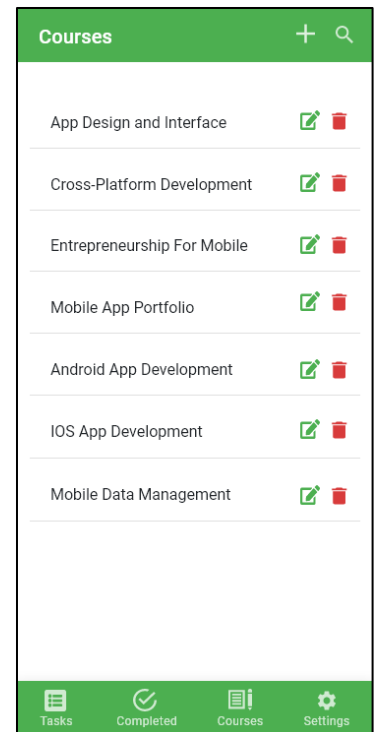 Courses
App Design and Interface
Cross-Platform Development
Entrepreneurship For Mobile
Mobile App Portfolio
Android App Development
IOS App Development
Mobile Data Management
Tasks Completed Courses Settings